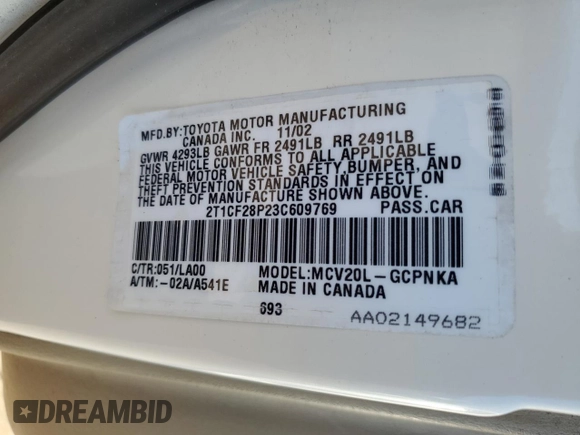 MFD.BY:TOYOTA MOTOR MANUFACTURING
CANADA INC. 11/02
GVWR 4293LB GAWR FR 2491LB RR 2491LB
THIS VEHICLE CONFORMS TO ALL APPLICABLE
FEDERAL MOTOR VEHICLE SAFETY,BUMPER, AND
THEFT PREVENTION STANDARDS IN EFFECT ON
THE DATE OF MANUFACTURE SHOWN ABOVE.
2T1CF28P23C609769 PASS.CAR
C/TR:051/LA00 MODEL:MCV20L-GCPNKA
A/TM:-02A/A541E MADE IN CANADA
693 AA02149682
DREAMBID